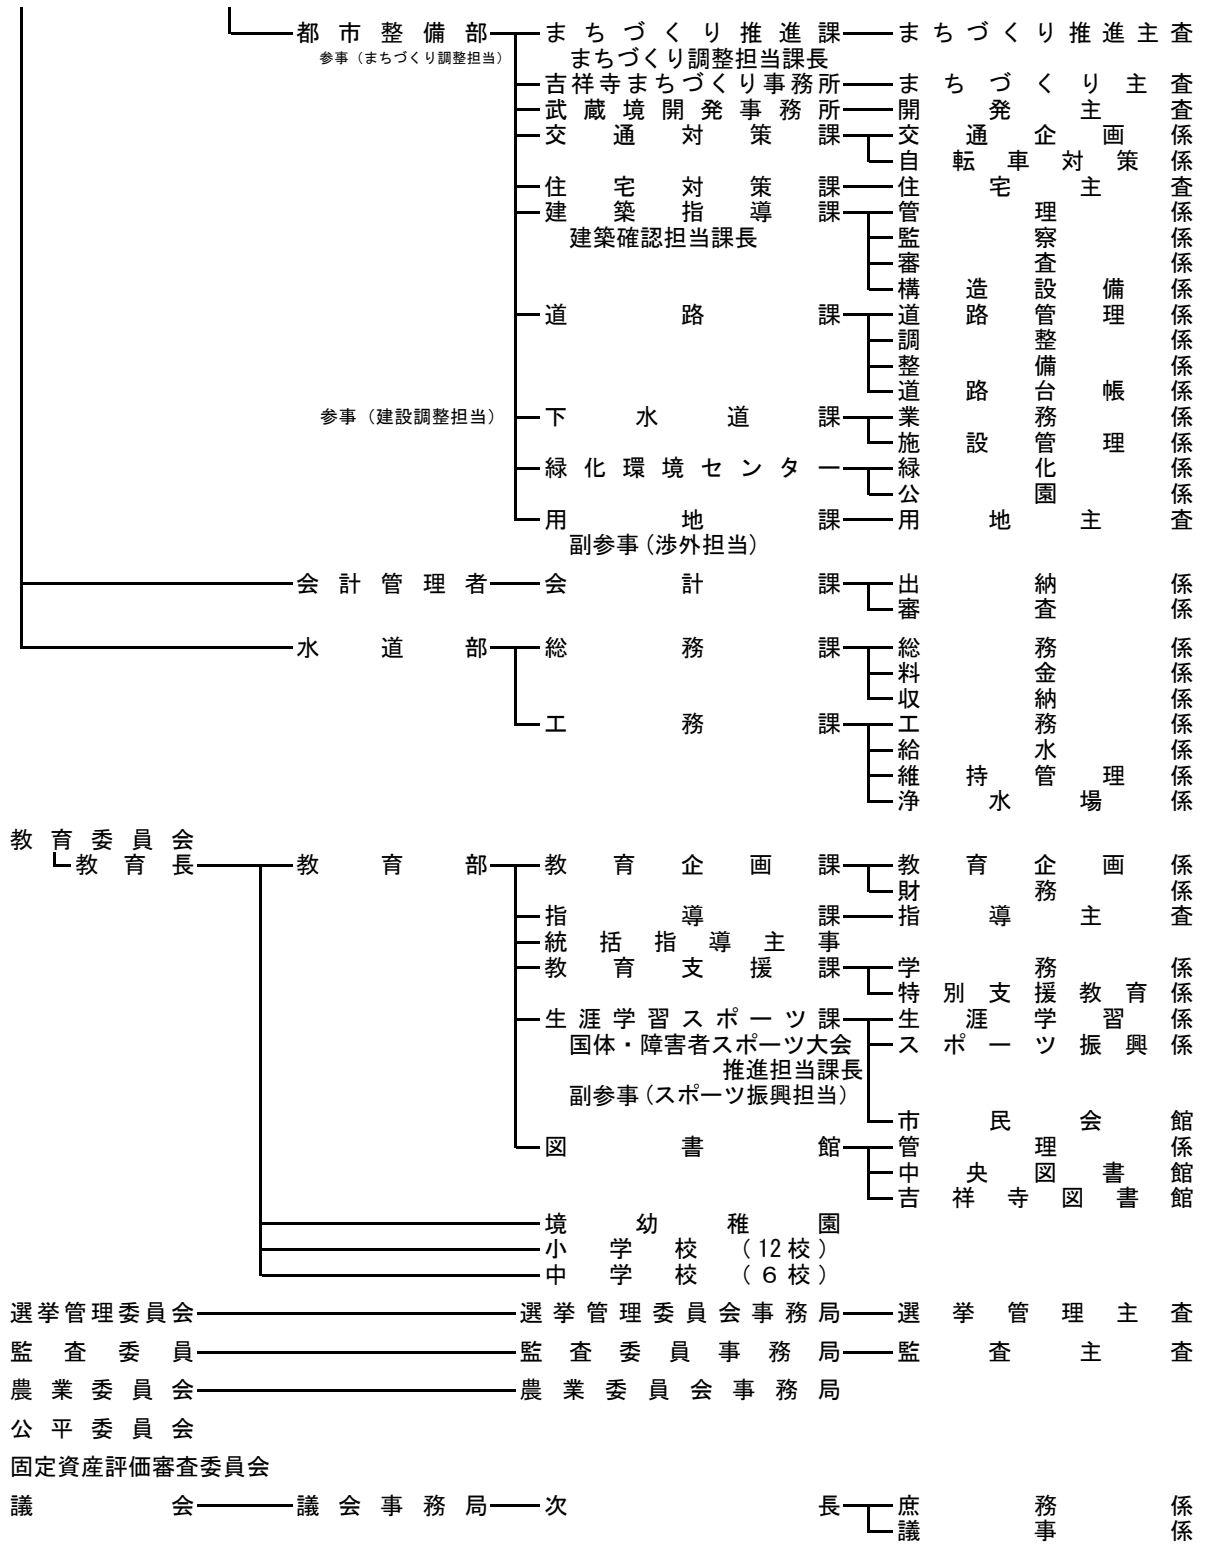 都市整備部 まちづくり推進課 まちづくり推進主査
参事（まちづくり調整担当） まちづくり調整担当課長
吉祥寺まちづくり事務所 まちづくり主査
武蔵境開発事務所 開発主査
交通対策課 交通企画係
自転車対策係
住宅対策課 住宅主査
建築指導課 管理係
建築確認担当課長 監察係
審査係
構造設備係
道路課 道路管理係
調整係
整備係
道路台帳係
参事（建設調整担当） 下水道課 業務係
施設管理係
緑化環境センター 緑化係
公園係
用地課 用地主査
副参事（渉外担当）
会計管理者 会計課 出納係
審査係
水道部 総務課 総務係
料金係
収納係
工務課 工務係
給水係
維持管理係
浄水場係
教育委員会
教育長 教育部 教育企画課 教育企画係
財務係
指導課 指導主査
統括指導主事
教育支援課 学務係
特別支援教育係
生涯学習スポーツ課 生涯学習係
国体・障害者スポーツ大会 スポーツ振興係
推進担当課長
副参事（スポーツ振興担当）
市民会館
図書館 管理係
中央図書館
吉祥寺図書館
境幼稚園
小学校（12校）
中学校（６校）
選挙管理委員会 選挙管理委員会事務局 選挙管理主査
監査委員 監査委員事務局 監査主査
農業委員会 農業委員会事務局
公平委員会
固定資産評価審査委員会
議会 議会事務局 次長 庶務係
議事係